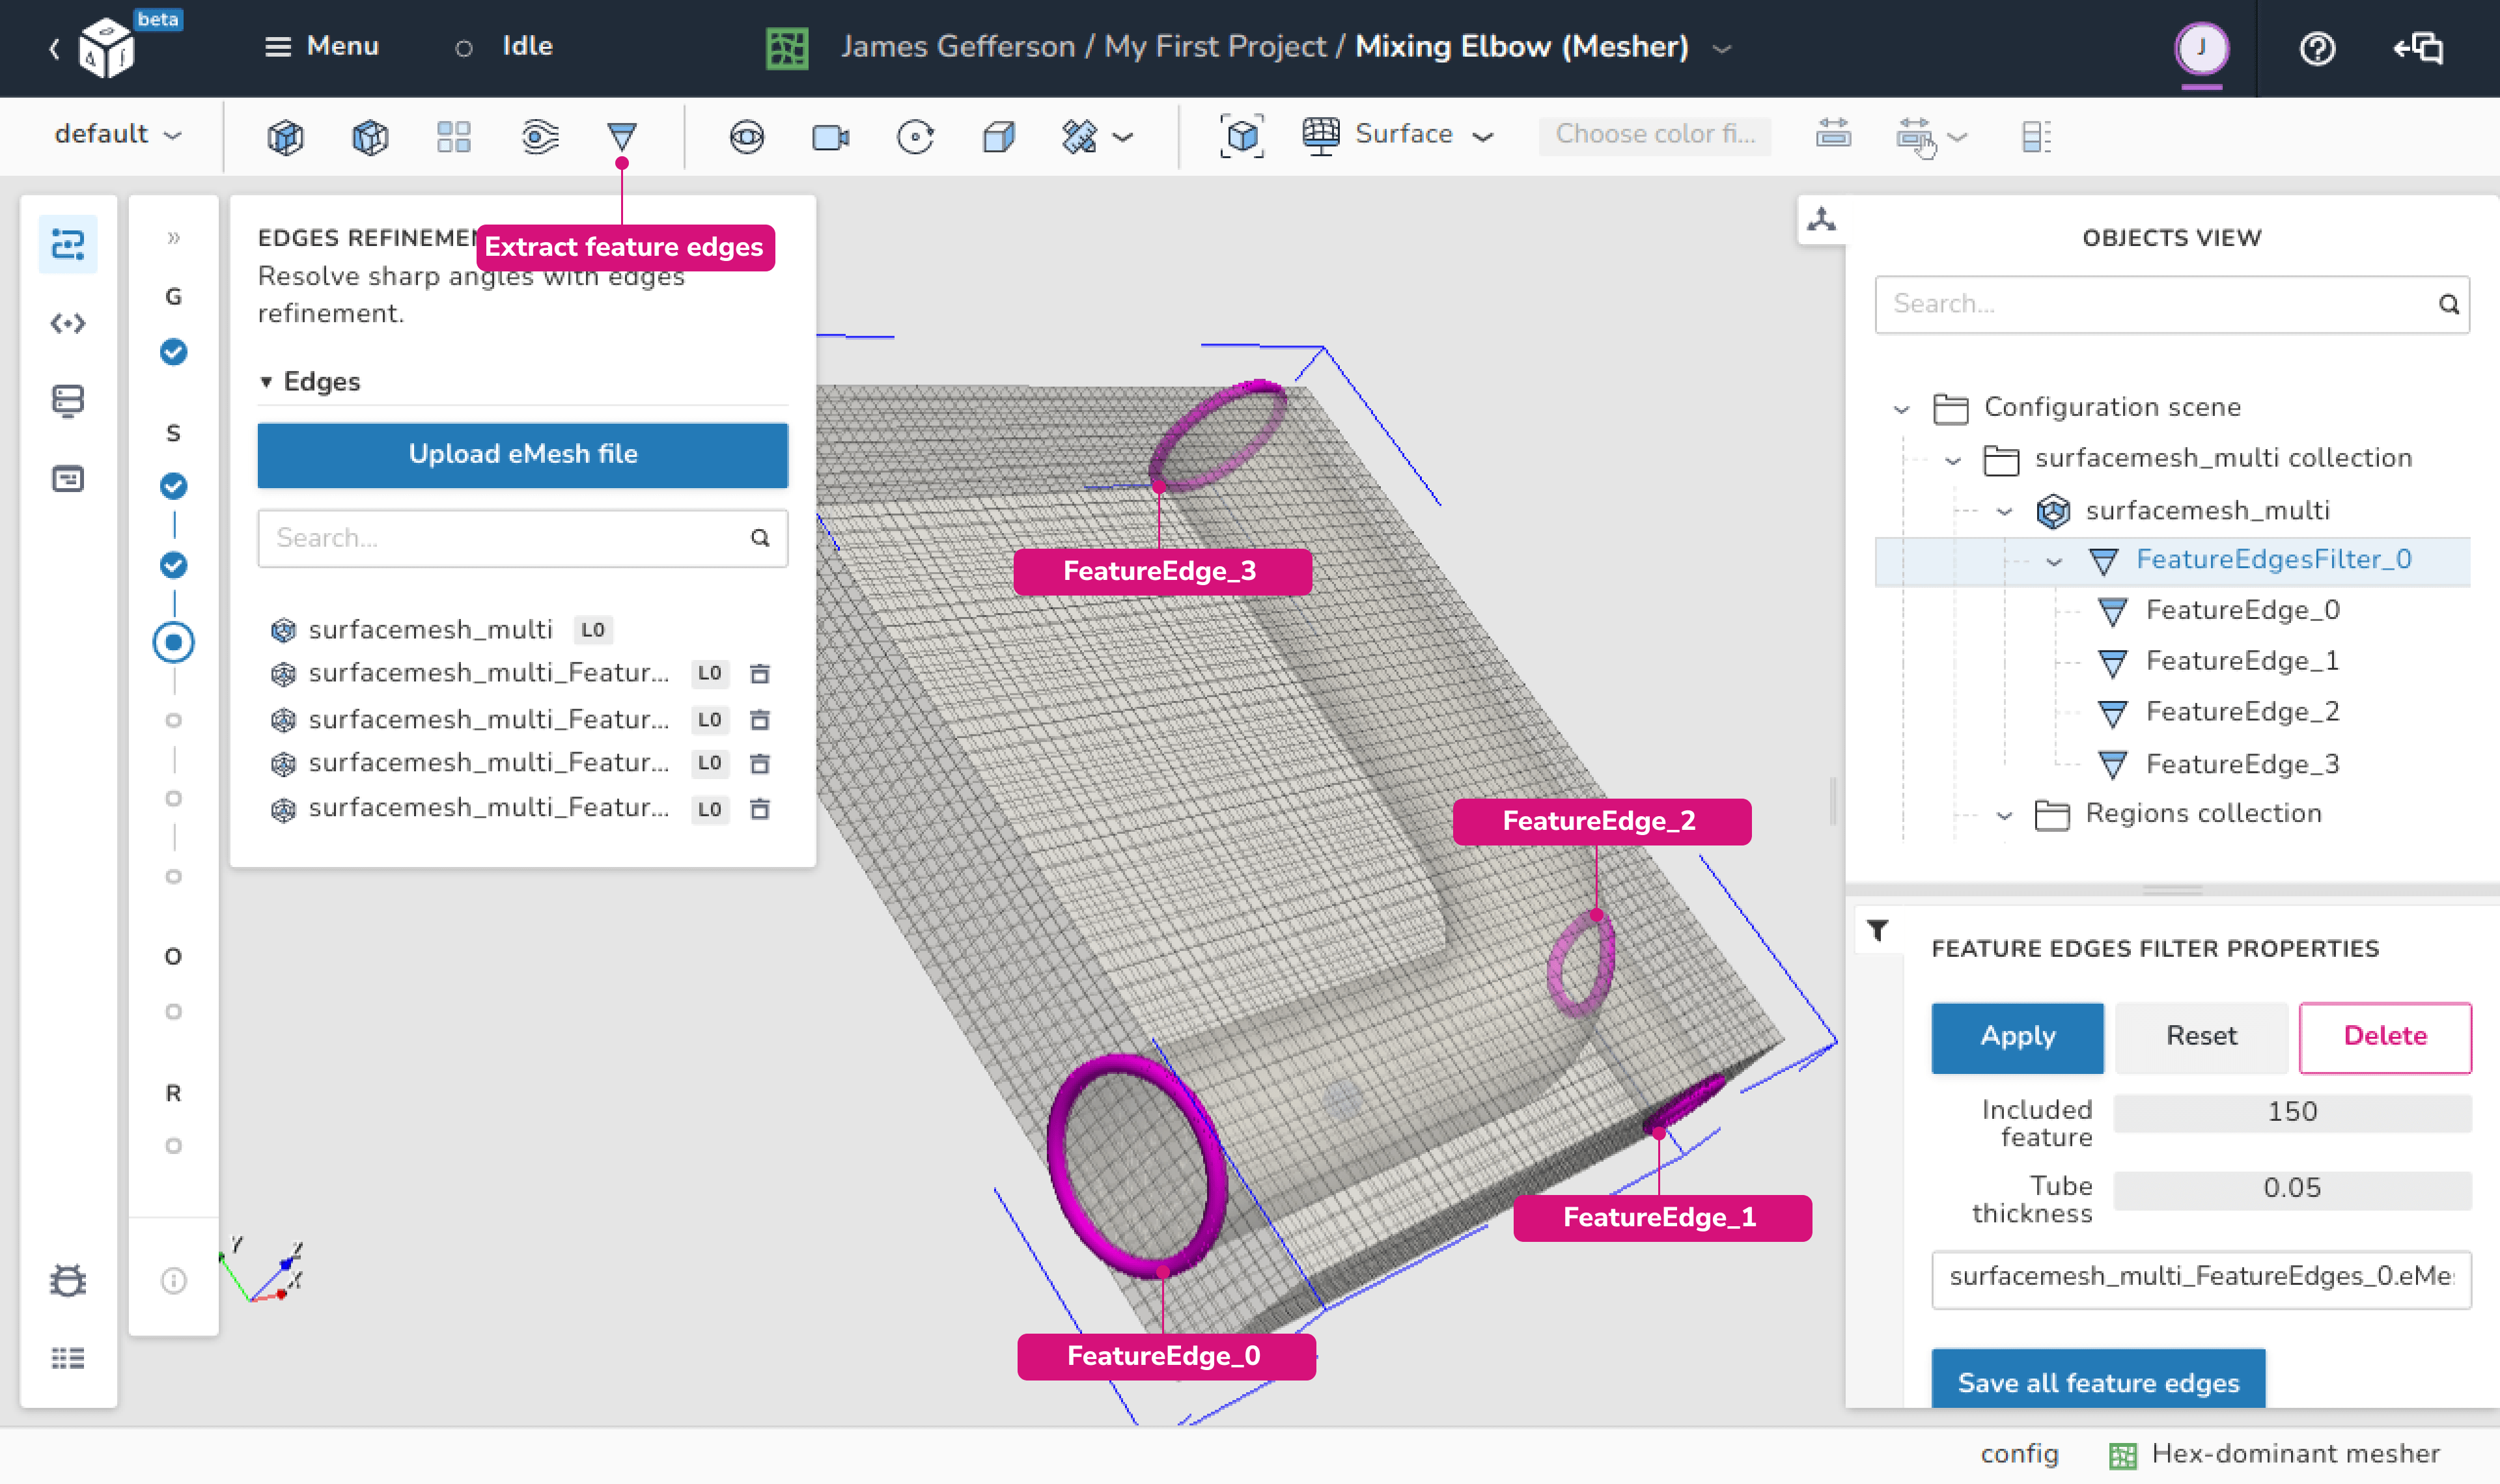 beta
Menu
Idle
James Gefferson / My First Project / Mixing Elbow (Mesher)
J
default
Surface
Choose color fi...
Extract feature edges
EDGES REFINEMEN
Resolve sharp angles with edges
refinement.
Edges
Upload eMesh file
Search...
surfacemesh_multi L0
surfacemesh_multi_Featur... L0
surfacemesh_multi_Featur... L0
surfacemesh_multi_Featur... L0
surfacemesh_multi_Featur... L0
G
S
O
R
Y
Z
X
FeatureEdge_3
FeatureEdge_2
FeatureEdge_1
FeatureEdge_0
OBJECTS VIEW
Search...
Configuration scene
surfacemesh_multi collection
surfacemesh_multi
FeatureEdgesFilter_0
FeatureEdge_0
FeatureEdge_1
FeatureEdge_2
FeatureEdge_3
Regions collection
FEATURE EDGES FILTER PROPERTIES
Apply
Reset
Delete
Included
feature
150
Tube
thickness
0.05
surfacemesh_multi_FeatureEdges_0.eMe
Save all feature edges
config
Hex-dominant mesher